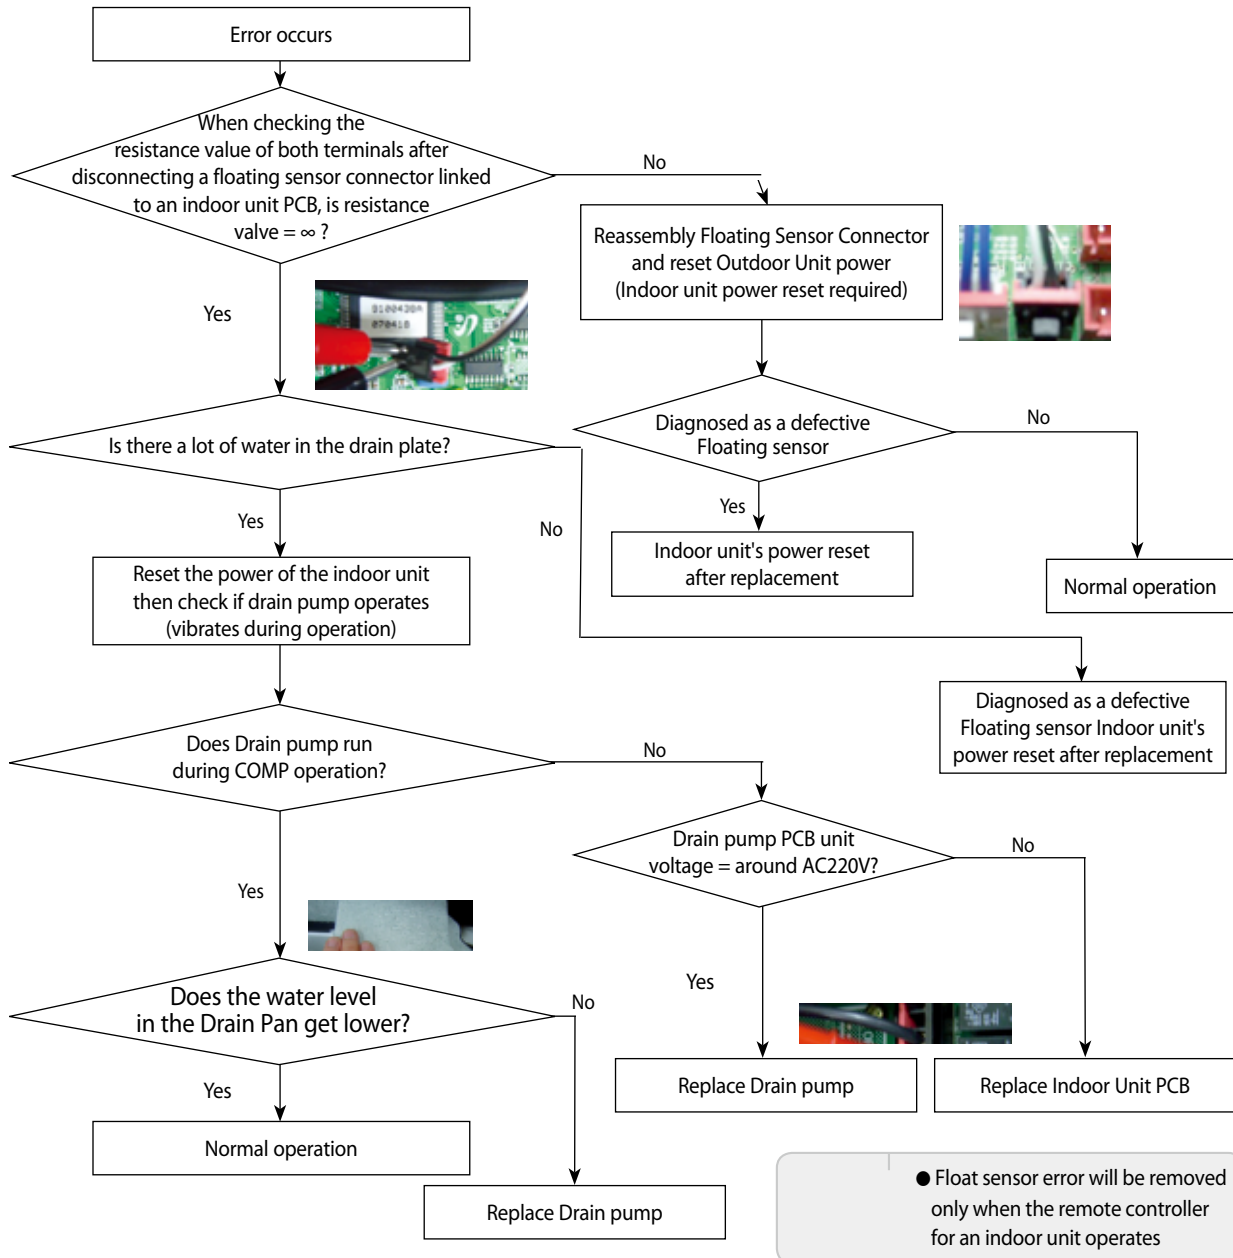 Error occurs
When checking the
resistance value of both terminals after
disconnecting a floating sensor connector linked
to an indoor unit PCB, is resistance
valve = ∞ ?
No
Reassembly Floating Sensor Connector
and reset Outdoor Unit power
(Indoor unit power reset required)
Yes
9100438A
070418
Is there a lot of water in the drain plate?
Diagnosed as a defective
Floating sensor
No
Yes
Yes
No
Indoor unit's power reset
after replacement
Normal operation
Reset the power of the indoor unit
then check if drain pump operates
(vibrates during operation)
Diagnosed as a defective
Floating sensor Indoor unit's
power reset after replacement
Does Drain pump run
during COMP operation?
No
Drain pump PCB unit
voltage = around AC220V?
No
Yes
Does the water level
in the Drain Pan get lower?
No
Yes
Yes
Replace Drain pump
Replace Indoor Unit PCB
Normal operation
Replace Drain pump
● Float sensor error will be removed
only when the remote controller
for an indoor unit operates